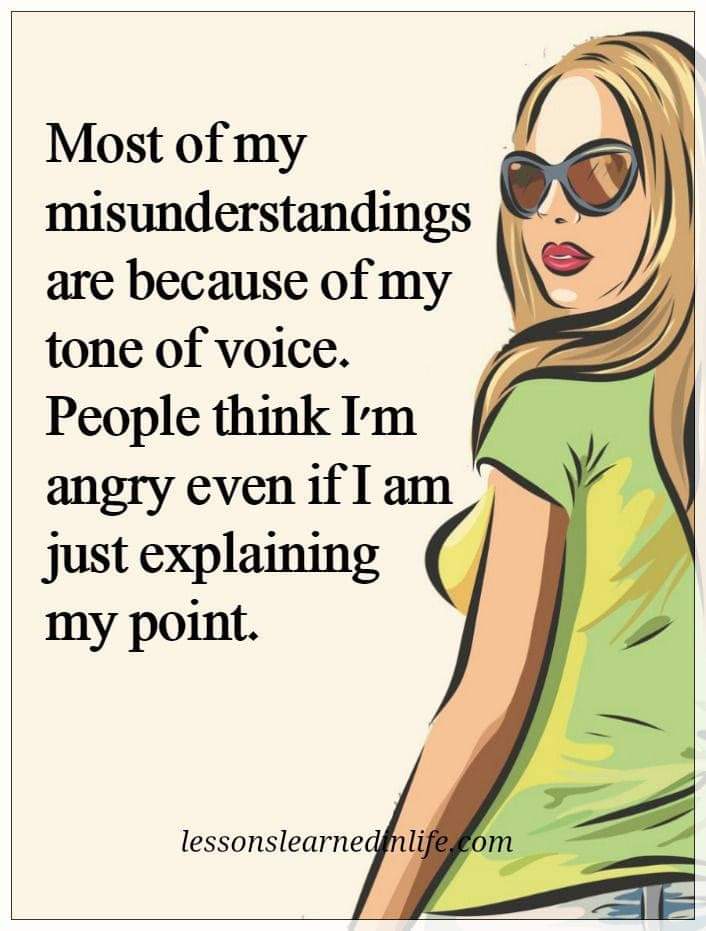 Most of my
misunderstandings
are because of my
tone of voice.
People think I'm
angry even if I am
just explaining
my point.
lessonslearnedinlife.com